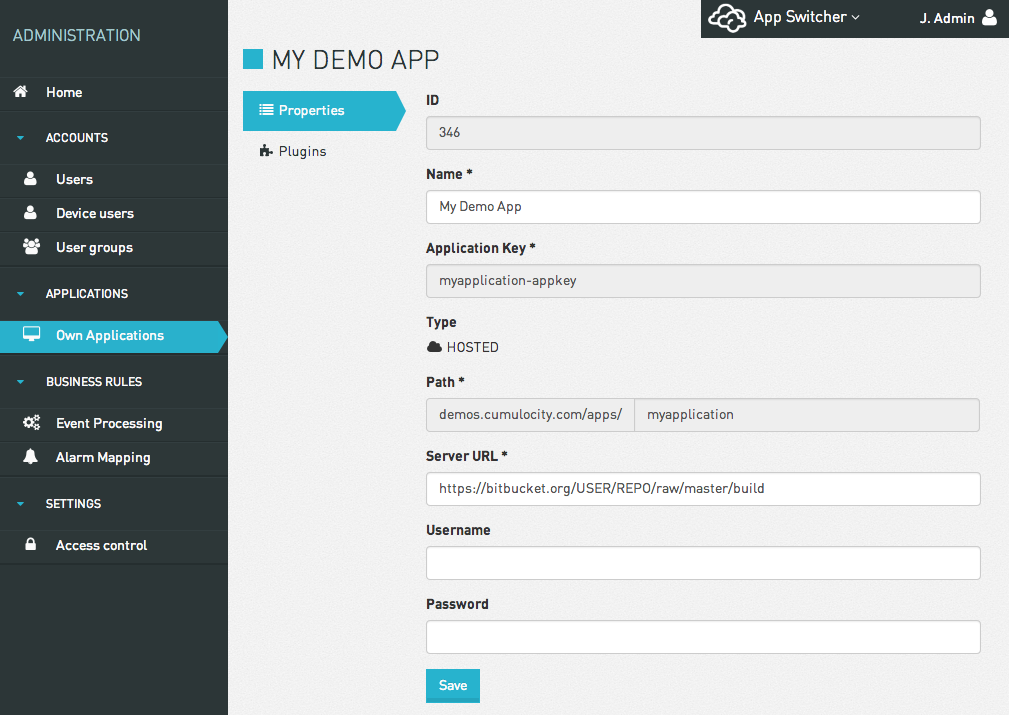 ADMINISTRATION
Home
ACCOUNTS
Users
Device users
User groups
APPLICATIONS
Own Applications
BUSINESS RULES
Event Processing
Alarm Mapping
SETTINGS
Access control
App Switcher
J. Admin
MY DEMO APP
Properties
Plugins
ID
346
Name *
My Demo App
Application Key *
myapplication-appkey
Type
HOSTED
Path *
demos.cumulocity.com/apps/ myapplication
Server URL *
https://bitbucket.org/USER/REPO/raw/master/build
Username
Password
Save